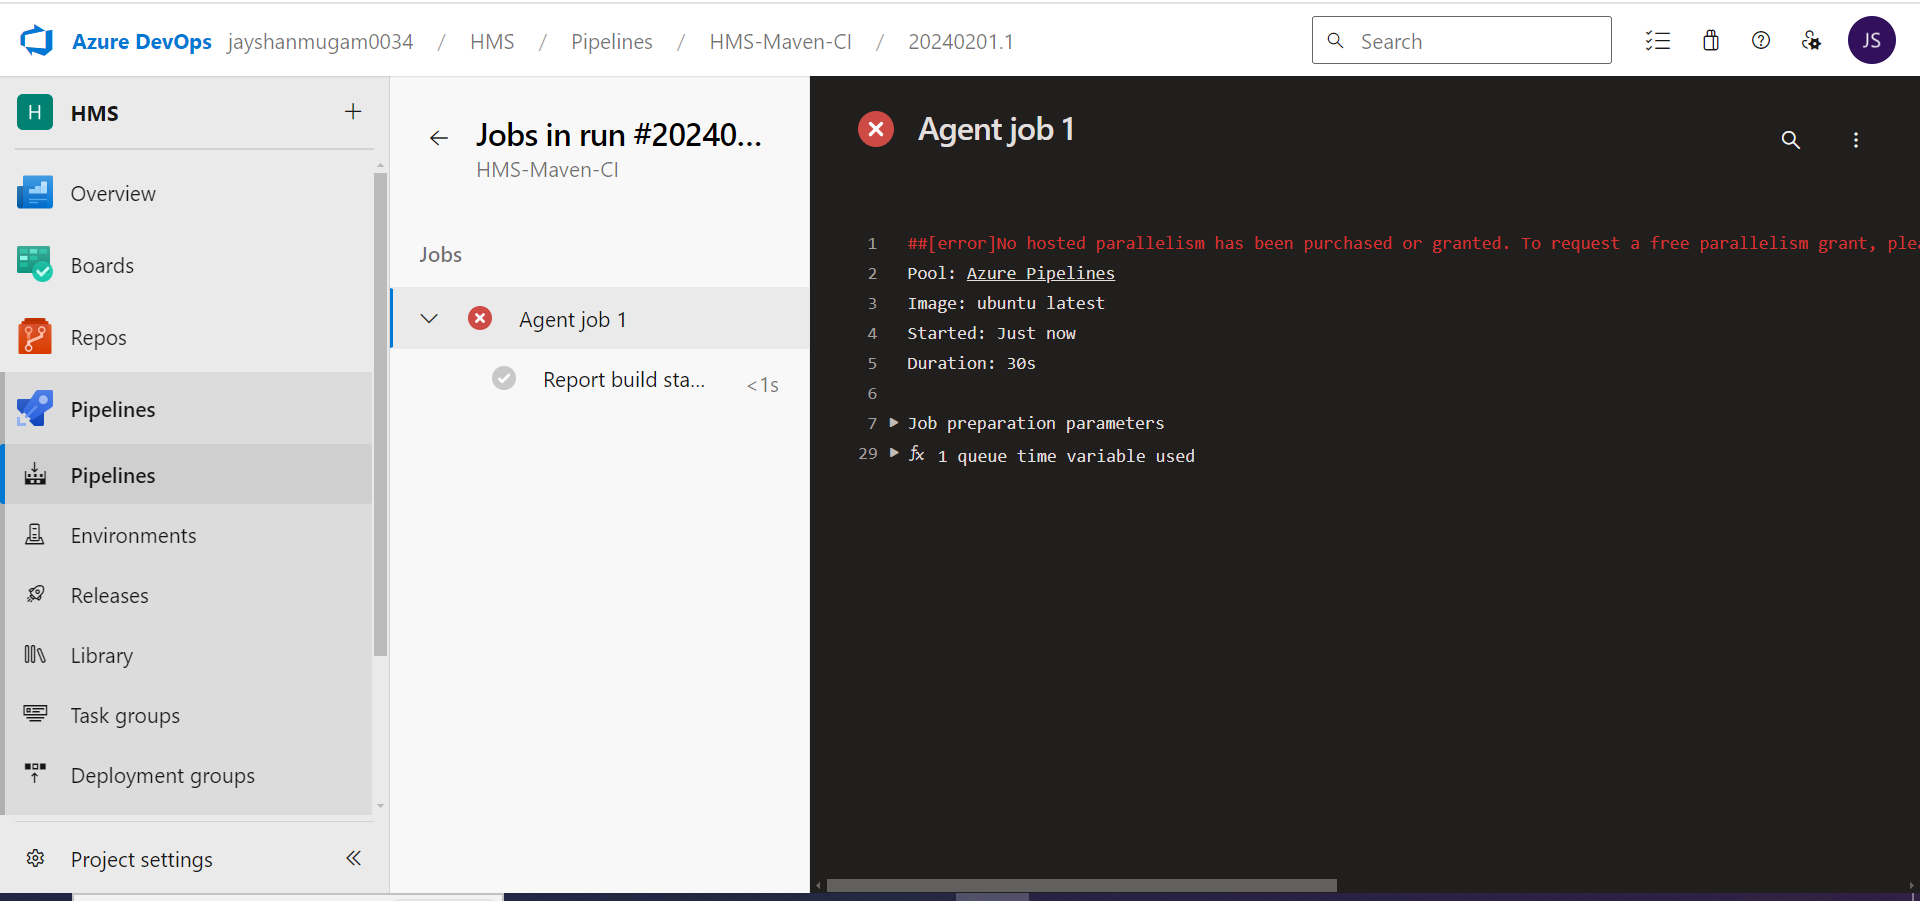 Azure DevOps jayshanmugam0034 / HMS / Pipelines / HMS-Maven-CI / 20240201.1
Search
JS
H HMS
Overview
Boards
Repos
Pipelines
Pipelines
Environments
Releases
Library
Task groups
Deployment groups
Project settings
Jobs in run #20240...
HMS-Maven-CI
Jobs
Agent job 1
Report build sta... <1s
Agent job 1
1 ##[error]No hosted parallelism has been purchased or granted. To request a free parallelism grant, plea
2 Pool: Azure Pipelines
3 Image: ubuntu latest
4 Started: Just now
5 Duration: 30s
6
7 Job preparation parameters
29 fx 1 queue time variable used